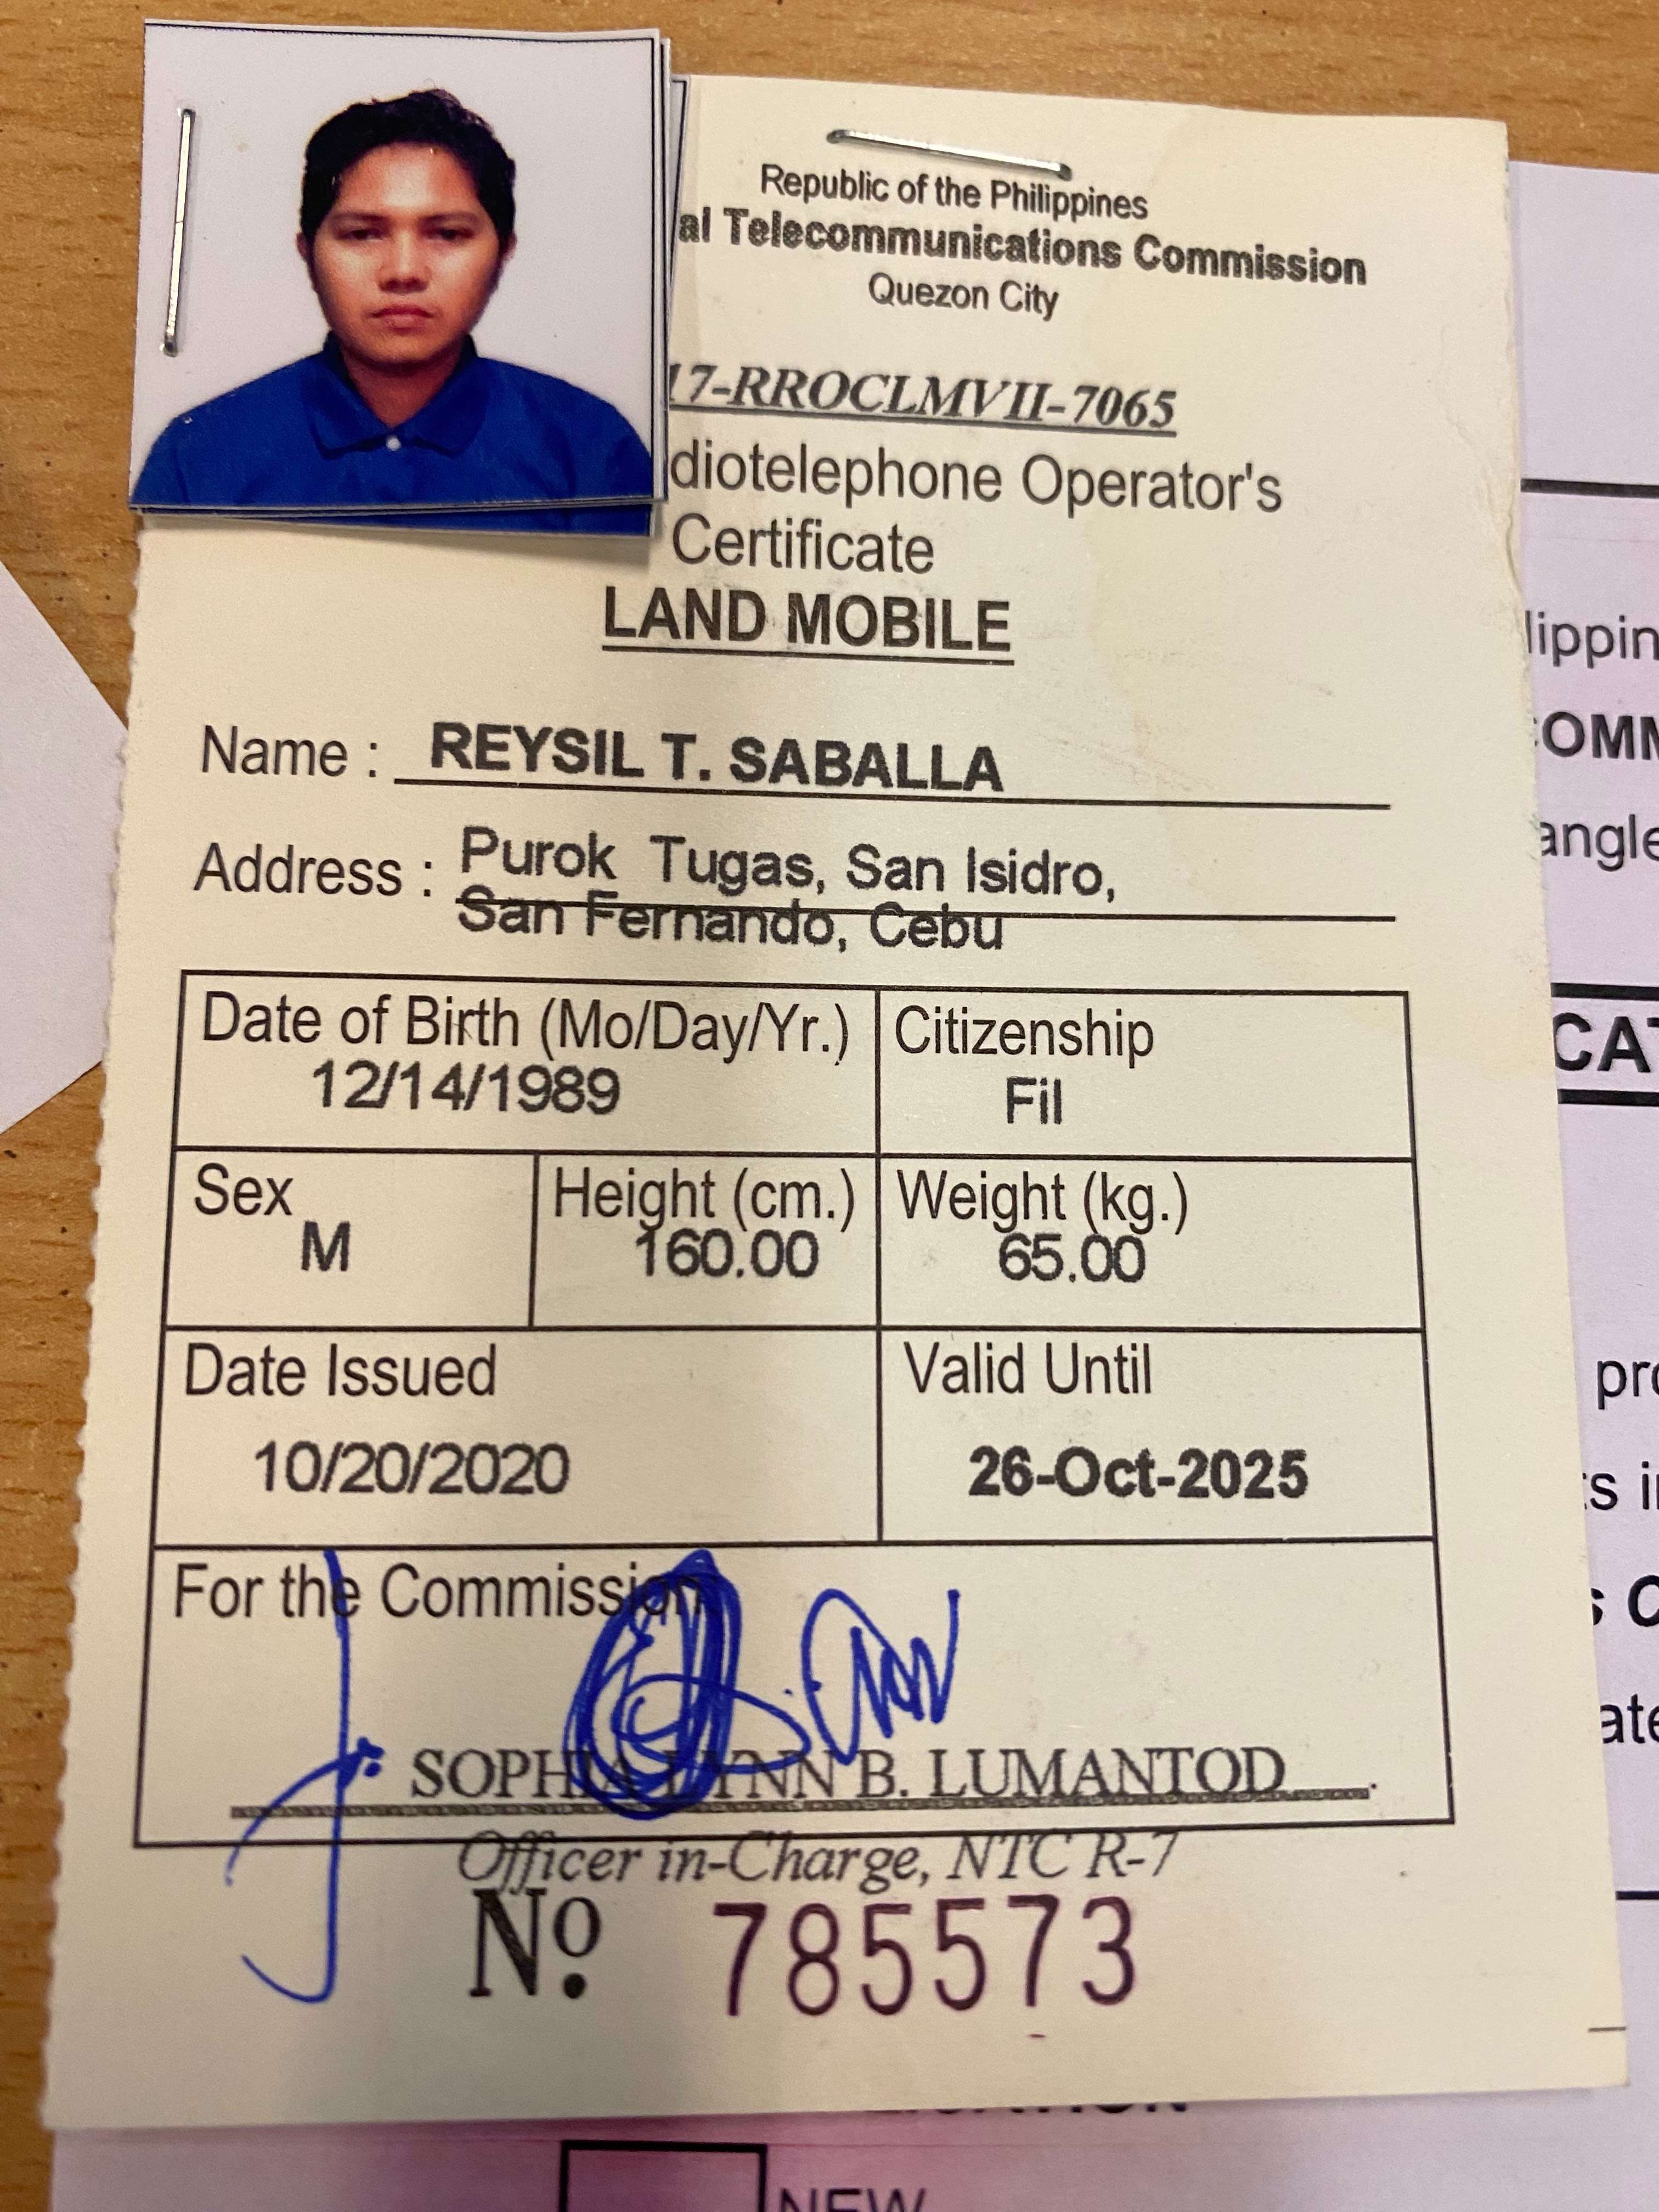 Republic of the Philippines
al Telecommunications Commission
Quezon City
17-RROCLMVII-7065
diotelephone Operator's
Certificate
LAND MOBILE
Name : REYSIL T. SABALLA
Address : Purok Tugas, San Isidro,
San Fernando, Cebu
Date of Birth (Mo/Day/Yr.) Citizenship
12/14/1989 Fil
Sex Height (cm.) Weight (kg.)
M 160.00 65.00
Date Issued Valid Until
10/20/2020 26-Oct-2025
For the Commission
SOPHIA LYNN B. LUMANTOD
Officer in-Charge, NTC R-7
No. 785573
lippin
COMM
angle
CAT
pro
s i
s C
ate
NEW